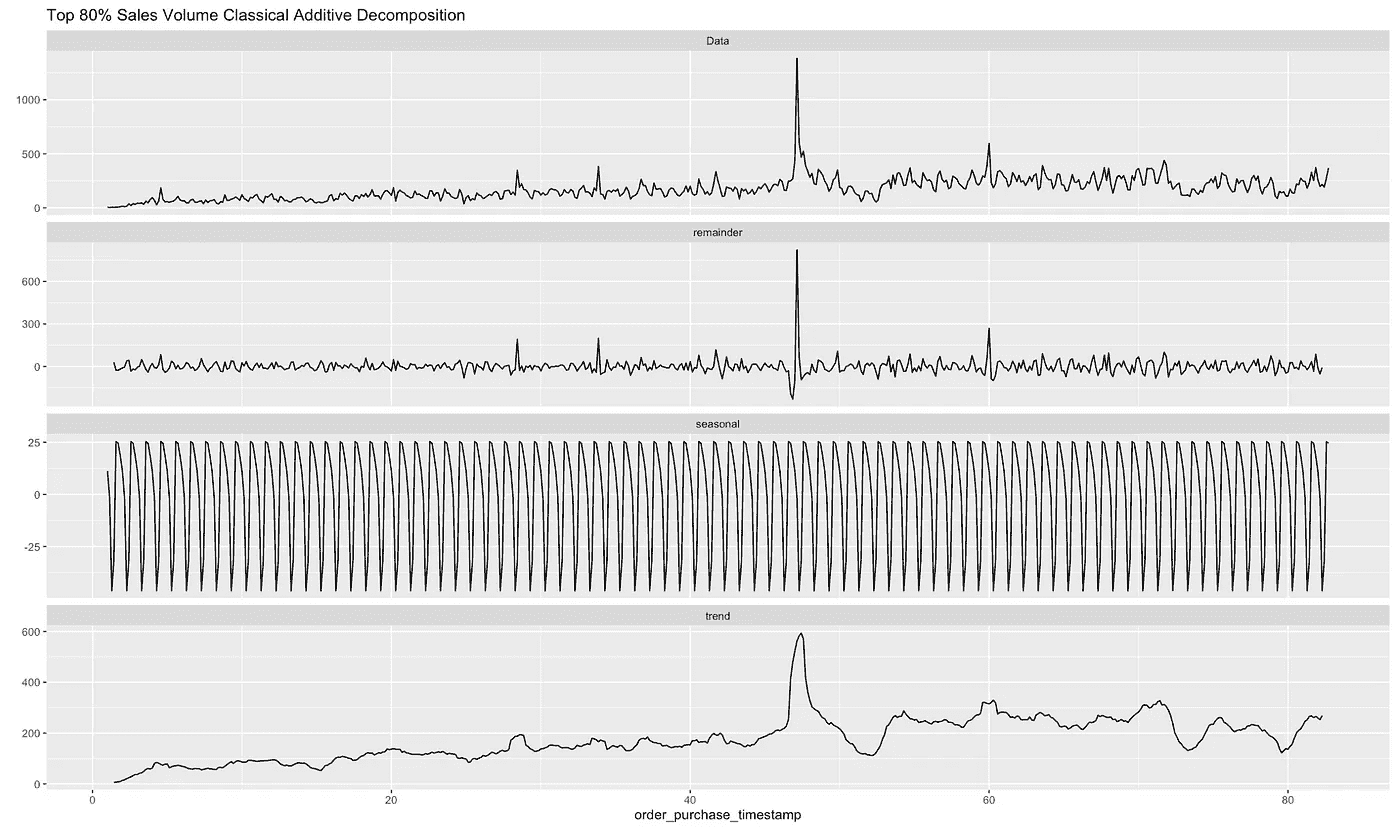 Top 80% Sales Volume Classical Additive Decomposition
Data
1000
500
0
remainder
600
300
0
seasonal
25
0
-25
trend
600
400
200
0
0 20 40 60 80
order_purchase_timestamp